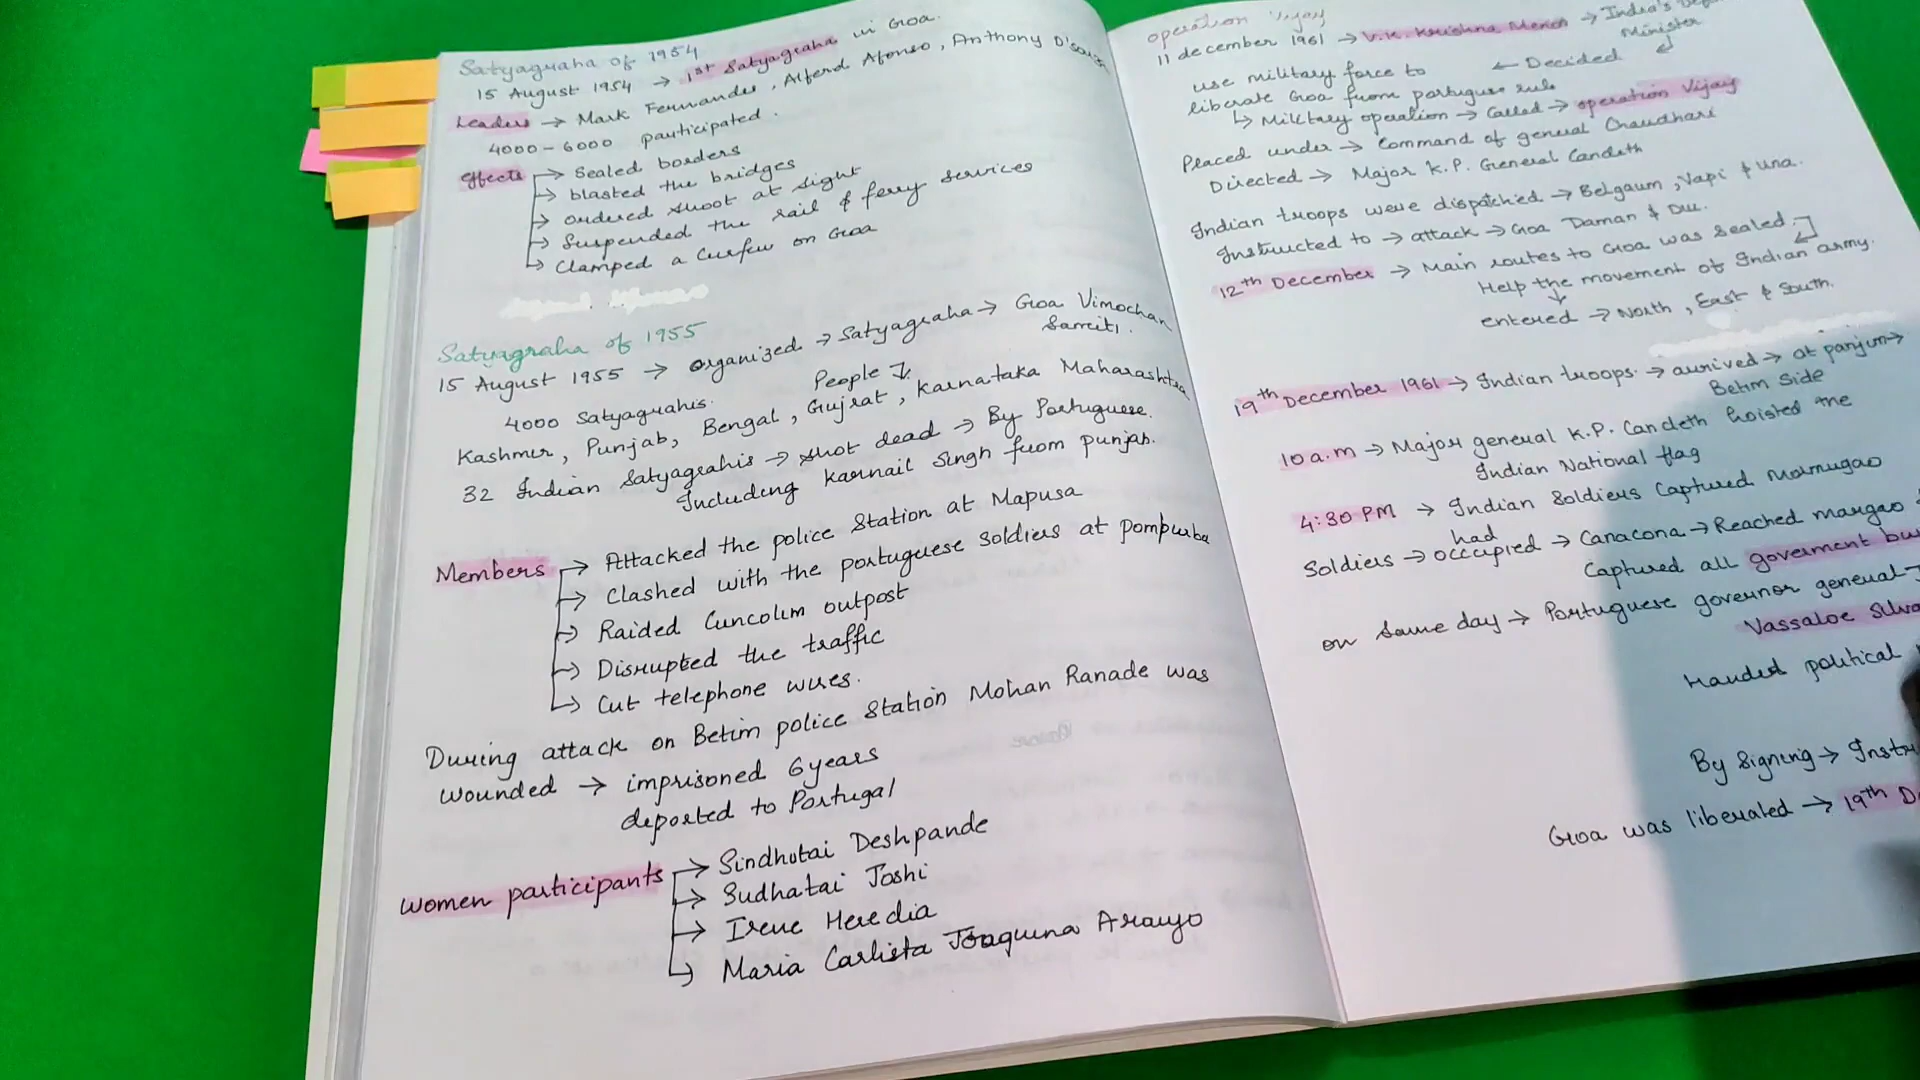 Satyagraha of 1954
15 August 1954 → 1st Satyagraha in Goa.
Leaders → Mark Fernandes, Alferd Afonso, Anthony D'souza
4000 - 6000 participated.
Effects → Sealed borders
→ blasted the bridges
→ ordered shoot at sight
→ Suspended the rail & ferry services
→ Clamped a curfew on Goa
Satyagraha of 1955
15 August 1955 → organized → Satyagraha → Goa Vimochan
Samiti.
4000 Satyagrahis. People ↴
Kashmir, Punjab, Bengal, Gujrat, Karnataka Maharashtra
32 Indian Satyagrahis → shot dead → By Portuguese.
Including karnail Singh from punjab.
Members → Attacked the police Station at Mapusa
→ Clashed with the portuguese Soldiers at pompurba
→ Raided Cuncolim outpost
→ Disrupted the traffic
→ Cut telephone wires.
During attack on Betim police Station Mohan Ranade was
wounded → imprisoned 6 years
deported to Portugal
Women participants → Sindhutai Deshpande
→ Sudhatai Joshi
→ Irene Heredia
→ Maria Carlista Joaquina Araujo
operation Vijay
11 december 1961 → V.K. Krishna Menon → India's
Minister
use military force to ← Decided
liberate Goa from portugese rule
↳ Military operation → Called → operation Vijay
Placed under → Command of general Chaudhari
Directed → Major K.P. General Candeth
Indian troops were dispatched → Belgaum, Vapi & Una.
Instructed to → attack → Goa Daman & Diu.
12th December → Main routes to Goa was sealed.
Help the movement of Indian army.
entered → North, East & South.
19th December 1961 → Indian troops → arrived → at panjim →
Betim Side
10 a.m → Major general K.P. Candeth hoisted the
Indian National flag
4:30 PM → Indian Soldiers Captured Mormugao
Soldiers → had occupied → Canacona → Reached margao
Captured all goverment
on same day → Portuguese governor general
Vassaloe
Handed political
By Signing →
Goa was liberated → 19th